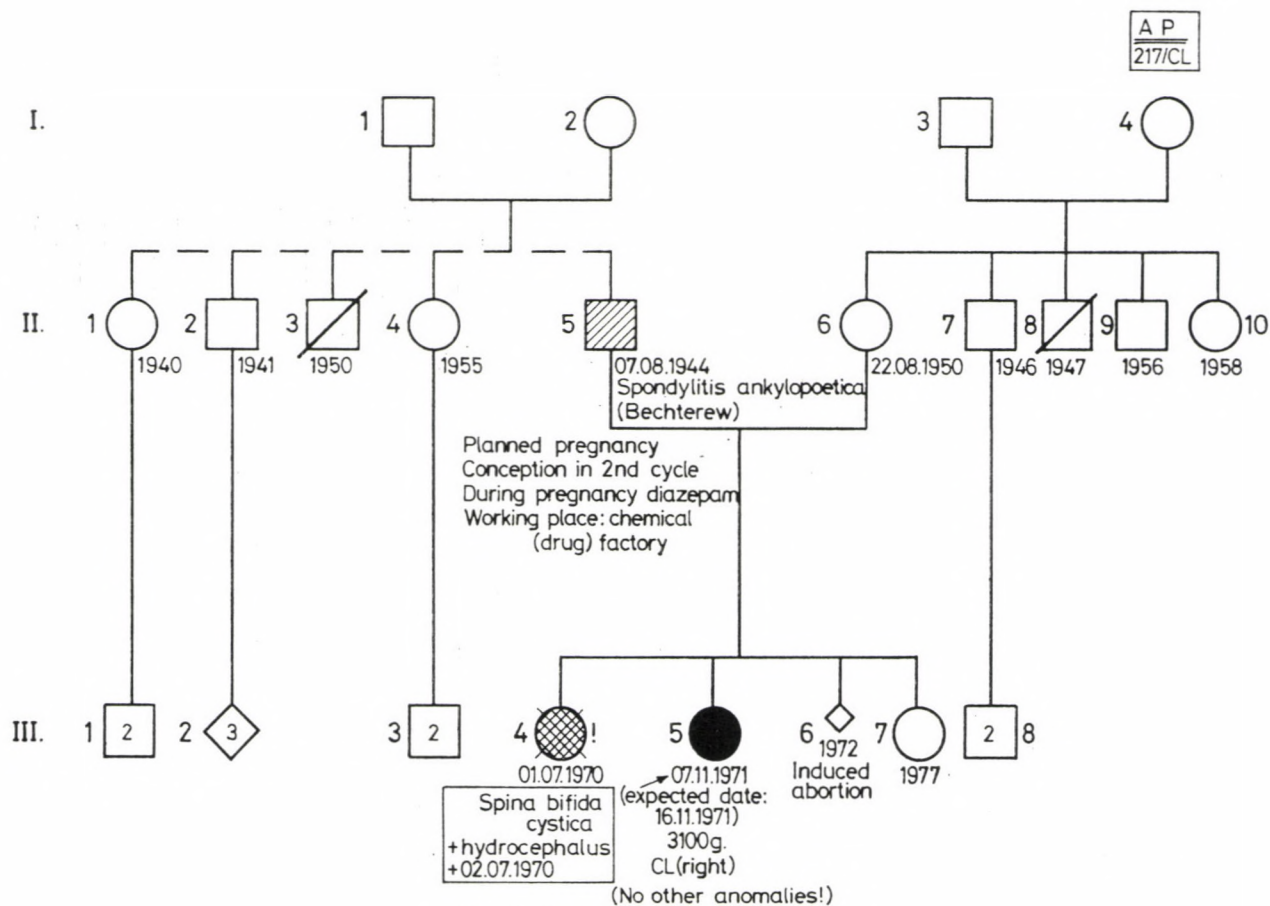 A P
217/CL
I.
1
2
3
4
II.
1
2
3
4
5
6
7
8
9
10
1940
1941
1950
1955
07.08.1944
22.08.1950
1946
1947
1956
1958
Spondylitis ankylopoetica
(Bechterew)
Planned pregnancy
Conception in 2nd cycle
During pregnancy diazepam
Working place: chemical
(drug) factory
III.
1
2
2
3
3
2
4
!
5
6
7
2
8
01.07.1970
07.11.1971
1972
1977
Spina bifida
cystica
+hydrocephalus
+02.07.1970
(expected date:
16.11.1971)
3100g.
CL(right)
(No other anomalies!)
Induced
abortion